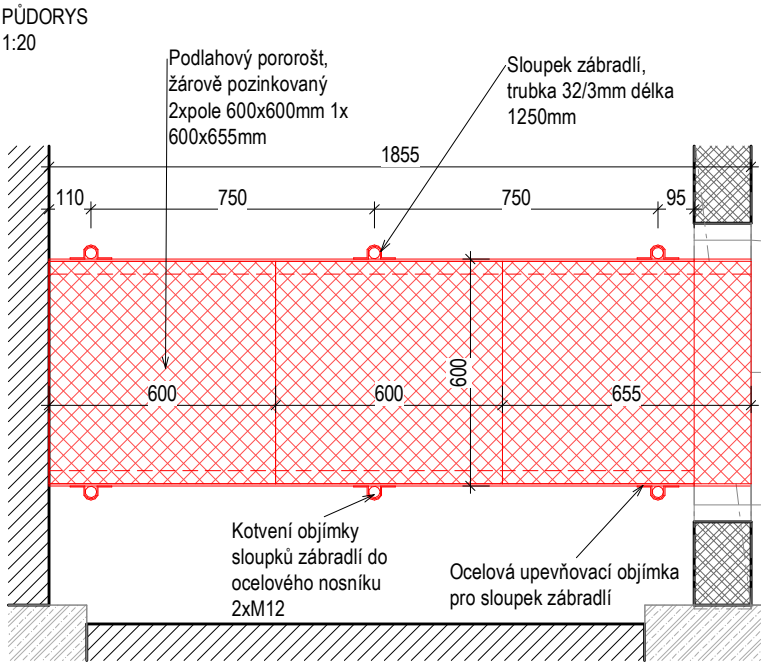 PŮDORYS
1:20
Podlahový pororošt,
žárově pozinkovaný
2xpole 600x600mm 1x
600x655mm
Sloupek zábradlí,
trubka 32/3mm délka
1250mm
1855
110
750
750
95
600
600
600
655
Kotvení objímky
sloupků zábradlí do
ocelového nosníku
2xM12
Ocelová upevňovací objímka
pro sloupek zábradlí